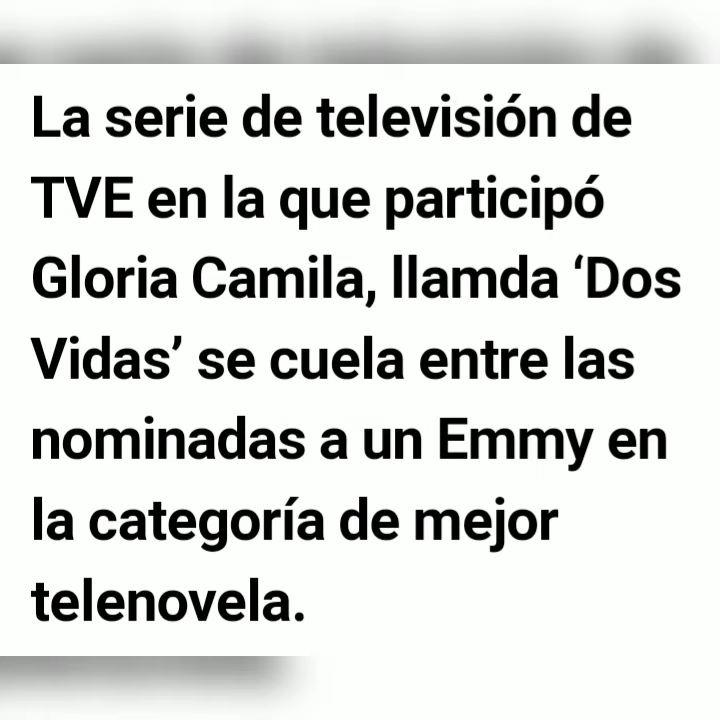 La serie de televisión de
TVE en la que participó
Gloria Camila, llamda ‘Dos
Vidas’ se cuela entre las
nominadas a un Emmy en
la categoría de mejor
telenovela.